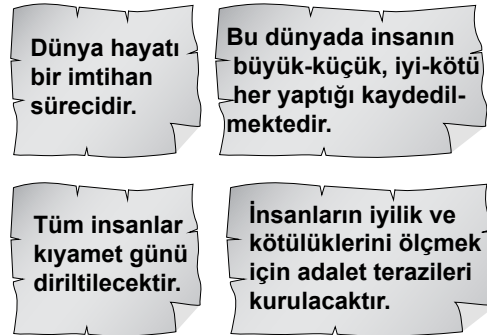 Dünya hayatı
bir imtihan
sürecidir.
Bu dünyada insanın
büyük-küçük, iyi-kötü
her yaptığı kaydedil-
mektedir.
Tüm insanlar
kıyamet günü
diriltilecektir.
İnsanların iyilik ve
kötülüklerini ölçmek
için adalet terazileri
kurulacaktır.